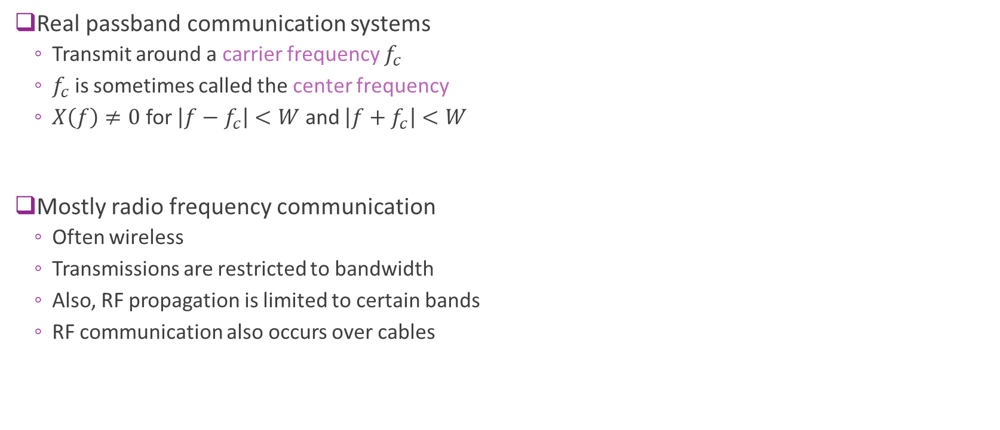 ❑Real passband communication systems
◦ Transmit around a carrier frequency f_c
◦ f_c is sometimes called the center frequency
◦ X(f) ≠ 0 for |f − f_c| < W and |f + f_c| < W
❑Mostly radio frequency communication
◦ Often wireless
◦ Transmissions are restricted to bandwidth
◦ Also, RF propagation is limited to certain bands
◦ RF communication also occurs over cables